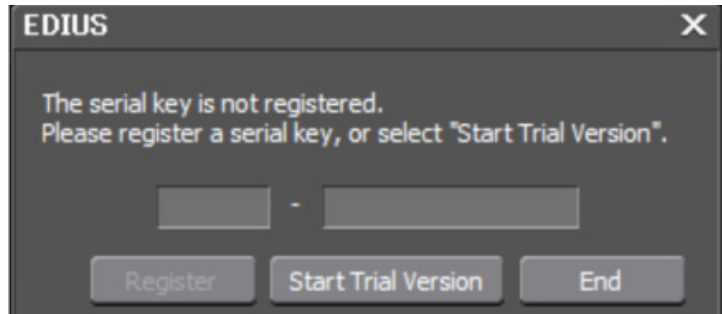 EDIUS X
The serial key is not registered.
Please register a serial key, or select "Start Trial Version".
-
Register Start Trial Version End